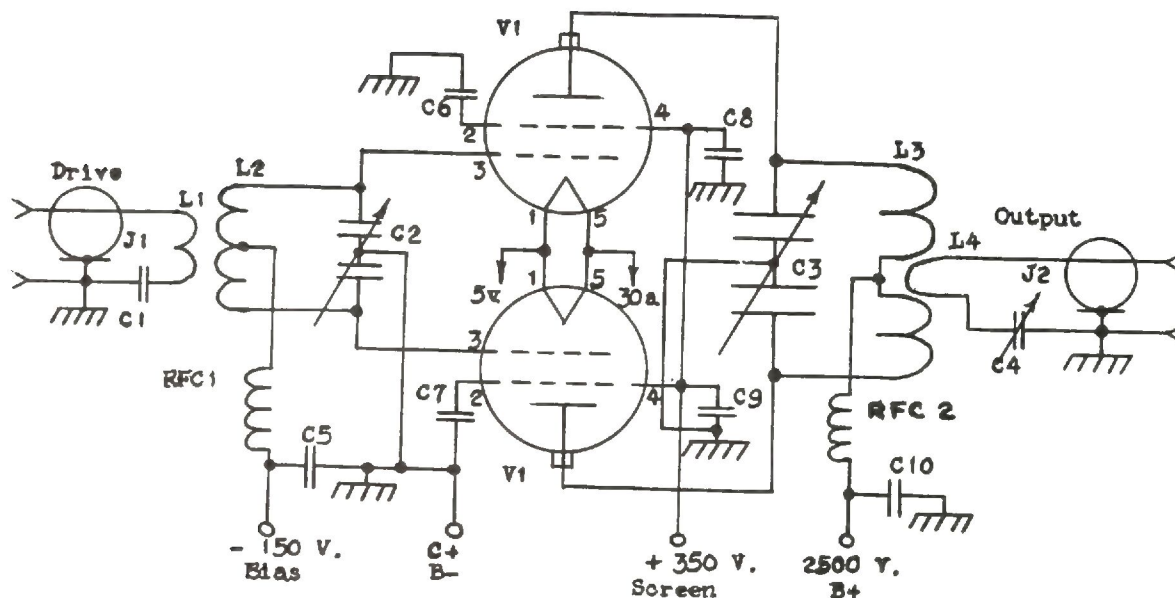 V1
C6
2
4
C8
3
L2
L3
Drive
L1
1
5
Output
J1
C2
L4
C3
J2
5v
1
5
30a
C1
3
C4
RFC1
C7
2
4
C9
RFC 2
C5
V1
C10
- 150 V.
Bias
C+
B-
+ 350 V.
Screen
2500 V.
B+